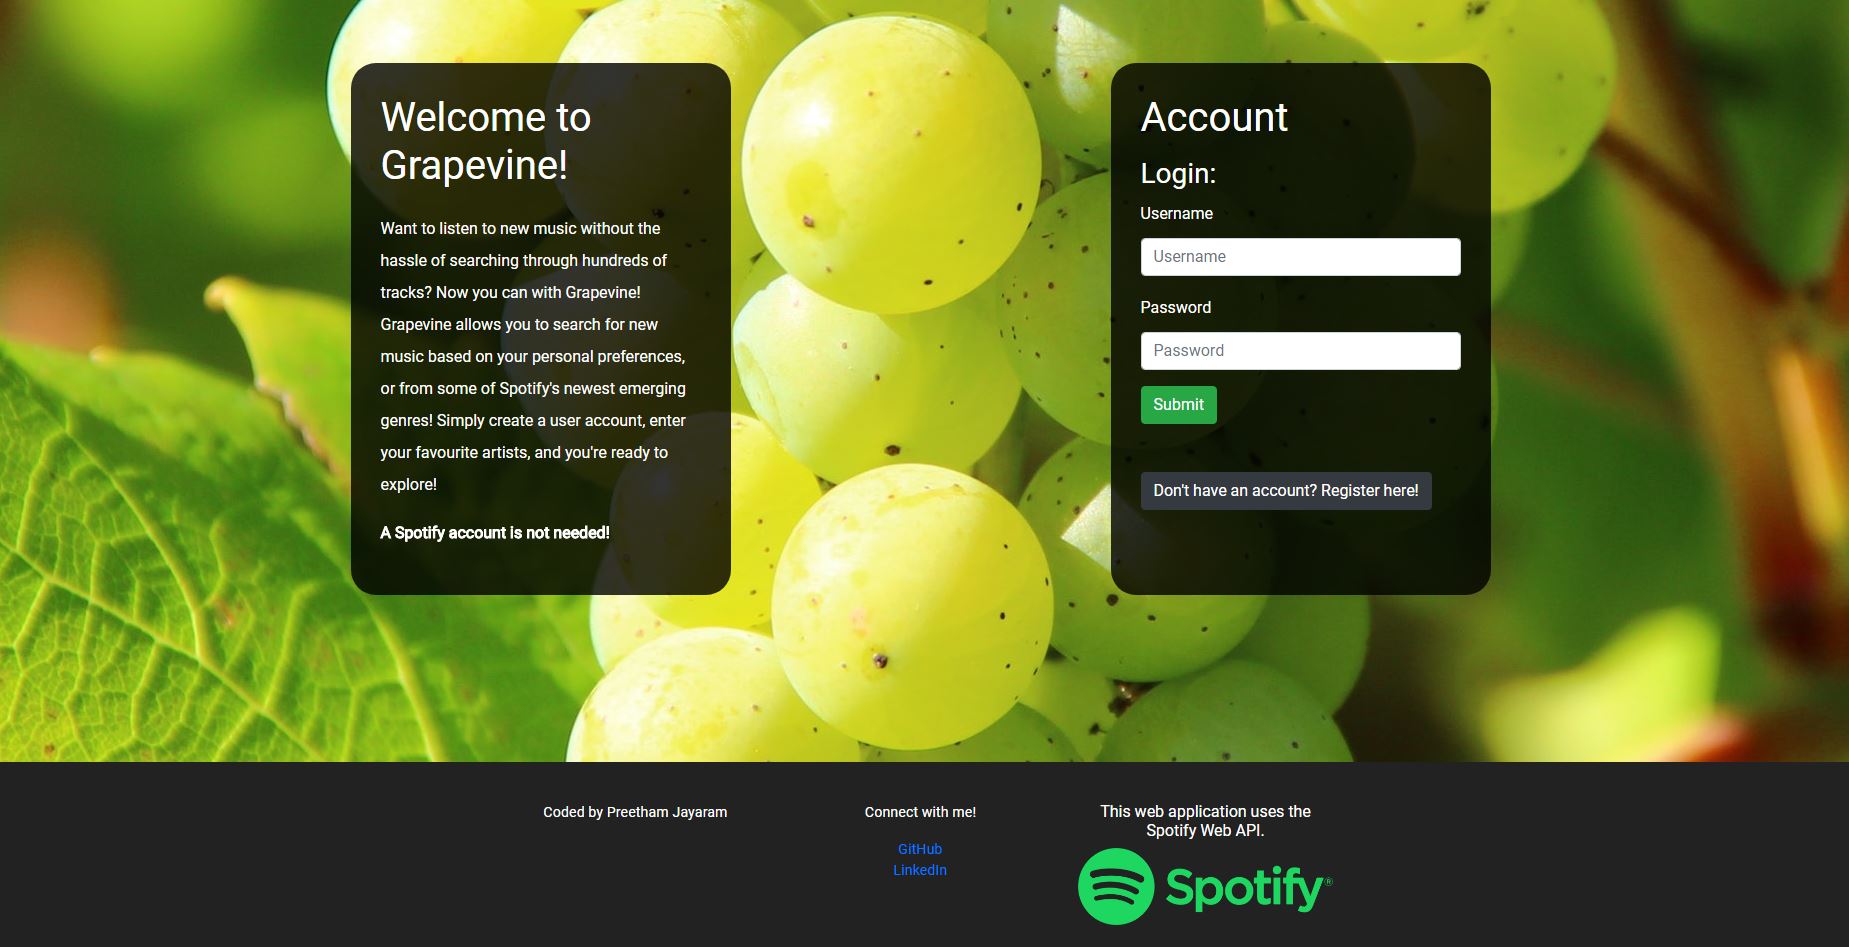 Welcome to
Grapevine!
Want to listen to new music without the
hassle of searching through hundreds of
tracks? Now you can with Grapevine!
Grapevine allows you to search for new
music based on your personal preferences,
or from some of Spotify's newest emerging
genres! Simply create a user account, enter
your favourite artists, and you're ready to
explore!
A Spotify account is not needed!
Account
Login:
Username
Username
Password
Password
Submit
Don't have an account? Register here!
Coded by Preetham Jayaram
Connect with me!
GitHub
LinkedIn
This web application uses the
Spotify Web API.
Spotify®